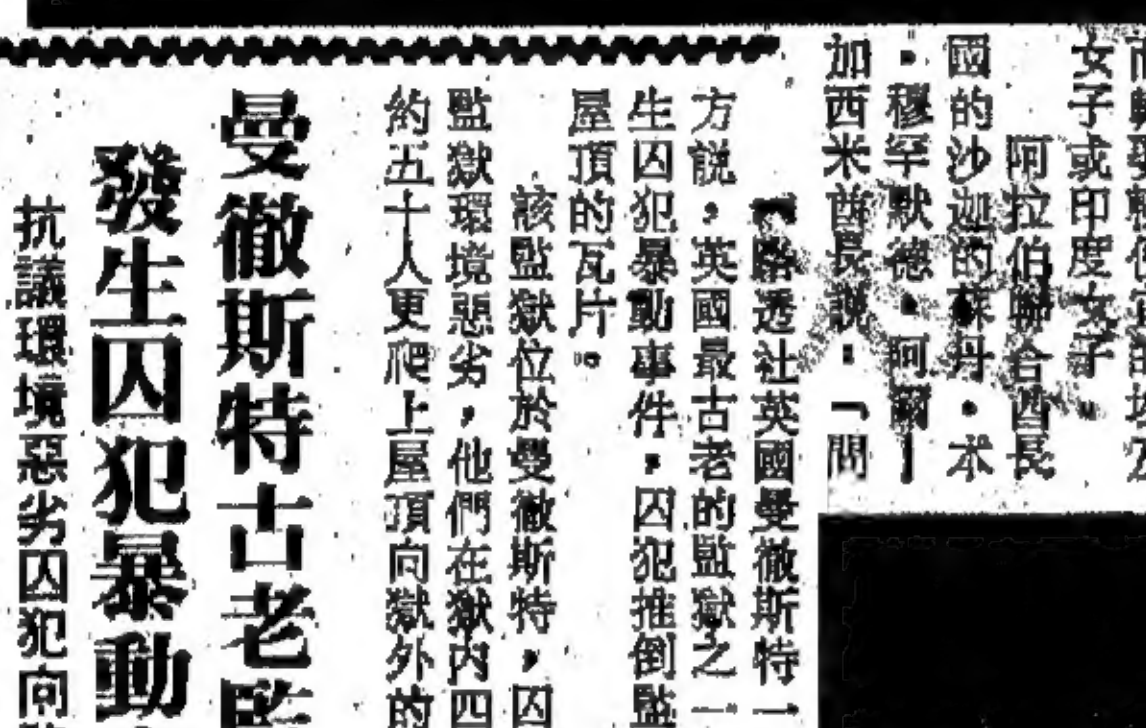 女子或印度女子。
阿拉伯聯合酋長
國的沙迦的蘇丹・本
・穆罕默德・阿爾—
加西米酋長說：「問
路透社英國曼徹斯特一
方説，英國最古老的監獄之一
生囚犯暴動事件，囚犯推倒監
屋頂的瓦片。
該監獄位於曼徹斯特，囚
監獄環境惡劣，他們在獄內四
約五十人更爬上屋頂向獄外的
曼徹斯特古老監
發生囚犯暴動
抗議環境惡劣囚犯向